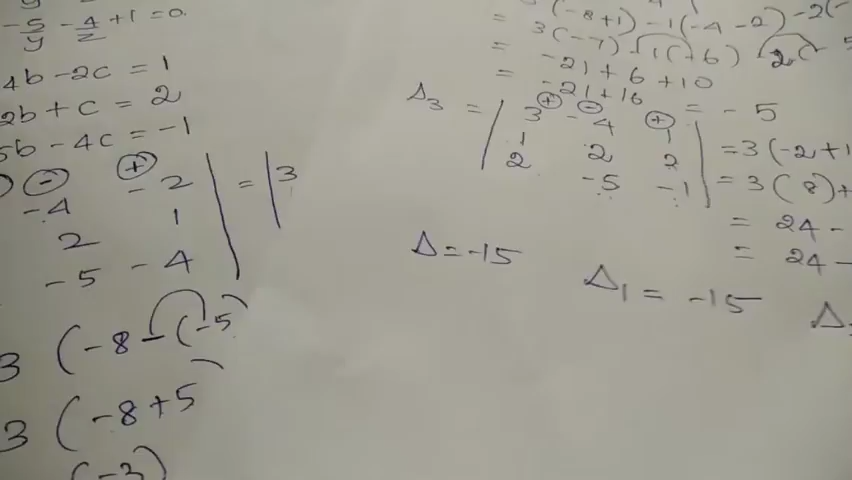 -5/y - 4/z + 1 = 0
4b - 2c = 1
2b + c = 2
5b - 4c = -1
⊖ ⊕
-4 -2 | = | 3
2 1
-5 -4
3 (-8 - (-5)
3 (-8 + 5)
(-3)
= 3(-8+1) - 1(-4-2) - 2(-
= 3(-7) - 1(+6) 2(
= -21 + 6 + 10
-21 + 16
= -5
Δ3 = | 3 -4 1 | = 3(-2+1
1 2 2 = 3(8)+
2 -5 -1 = 24 -
= 24 -
Δ = -15
Δ1 = -15
Δ